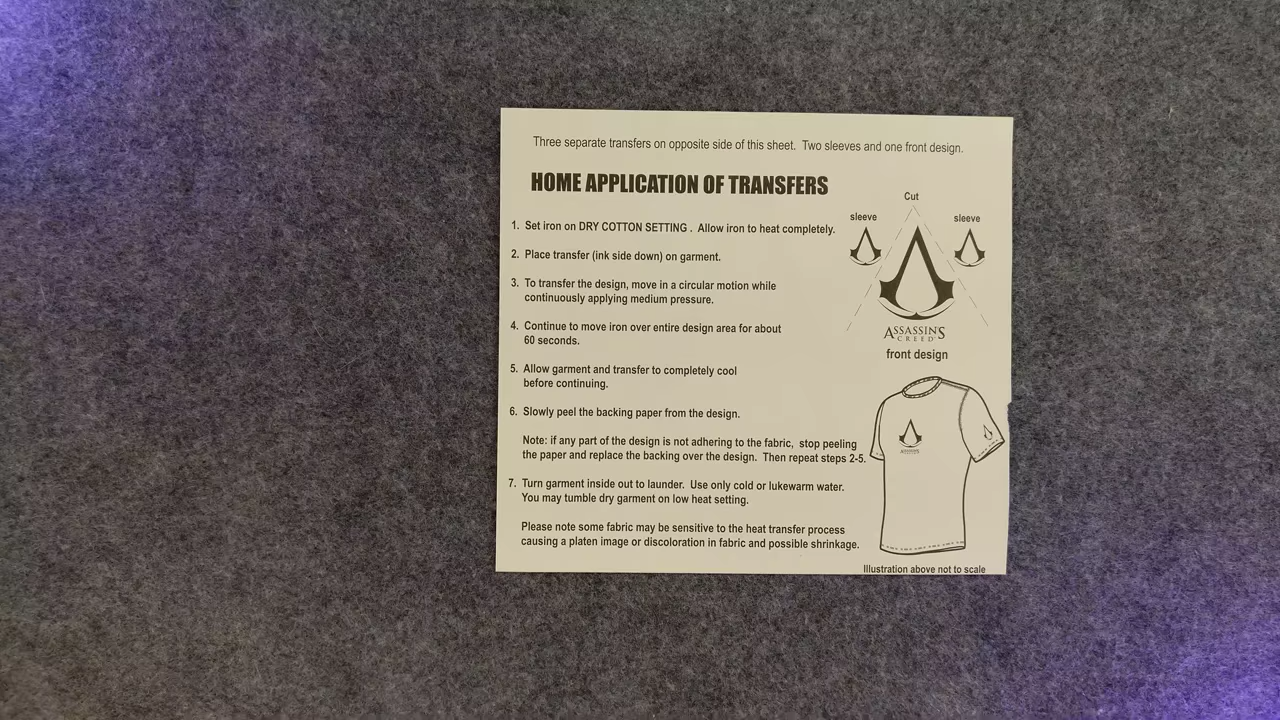 Three separate transfers on opposite side of this sheet. Two sleeves and one front design.
HOME APPLICATION OF TRANSFERS
1. Set iron on DRY COTTON SETTING . Allow iron to heat completely.
2. Place transfer (ink side down) on garment.
3. To transfer the design, move in a circular motion while
continuously applying medium pressure.
4. Continue to move iron over entire design area for about
60 seconds.
5. Allow garment and transfer to completely cool
before continuing.
6. Slowly peel the backing paper from the design.
Note: if any part of the design is not adhering to the fabric, stop peeling
the paper and replace the backing over the design. Then repeat steps 2-5.
7. Turn garment inside out to launder. Use only cold or lukewarm water.
You may tumble dry garment on low heat setting.
Please note some fabric may be sensitive to the heat transfer process
causing a platen image or discoloration in fabric and possible shrinkage.
Cut
sleeve
sleeve
ASSASSIN'S
CREED
front design
Illustration above not to scale